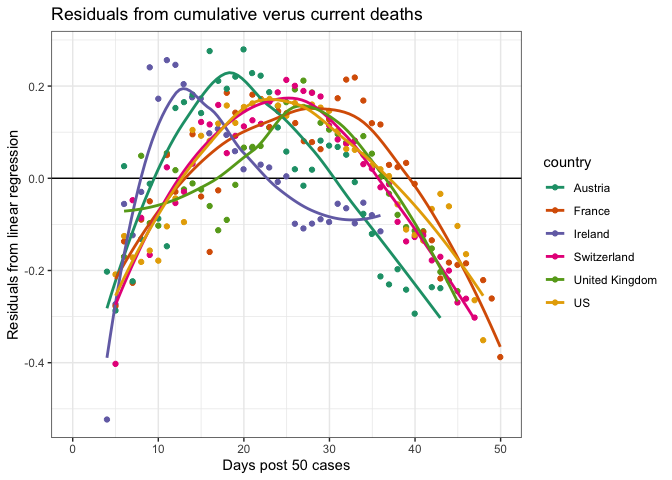 Residuals from cumulative verus current deaths
Residuals from linear regression
0.2
0.0
-0.2
-0.4
0
10
20
30
40
50
Days post 50 cases
country
Austria
France
Ireland
Switzerland
United Kingdom
US